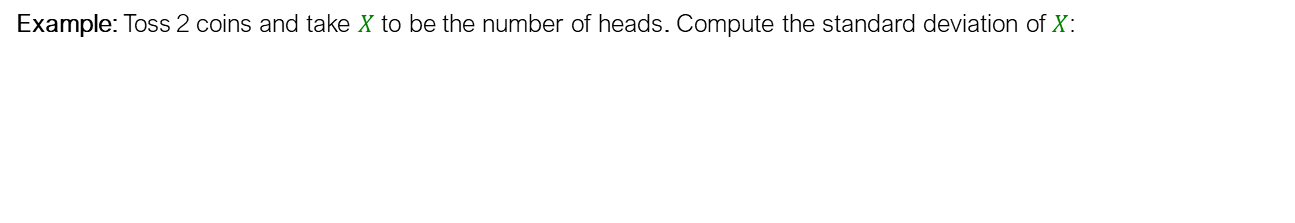 Example: Toss 2 coins and take X to be the number of heads. Compute the standard deviation of X: